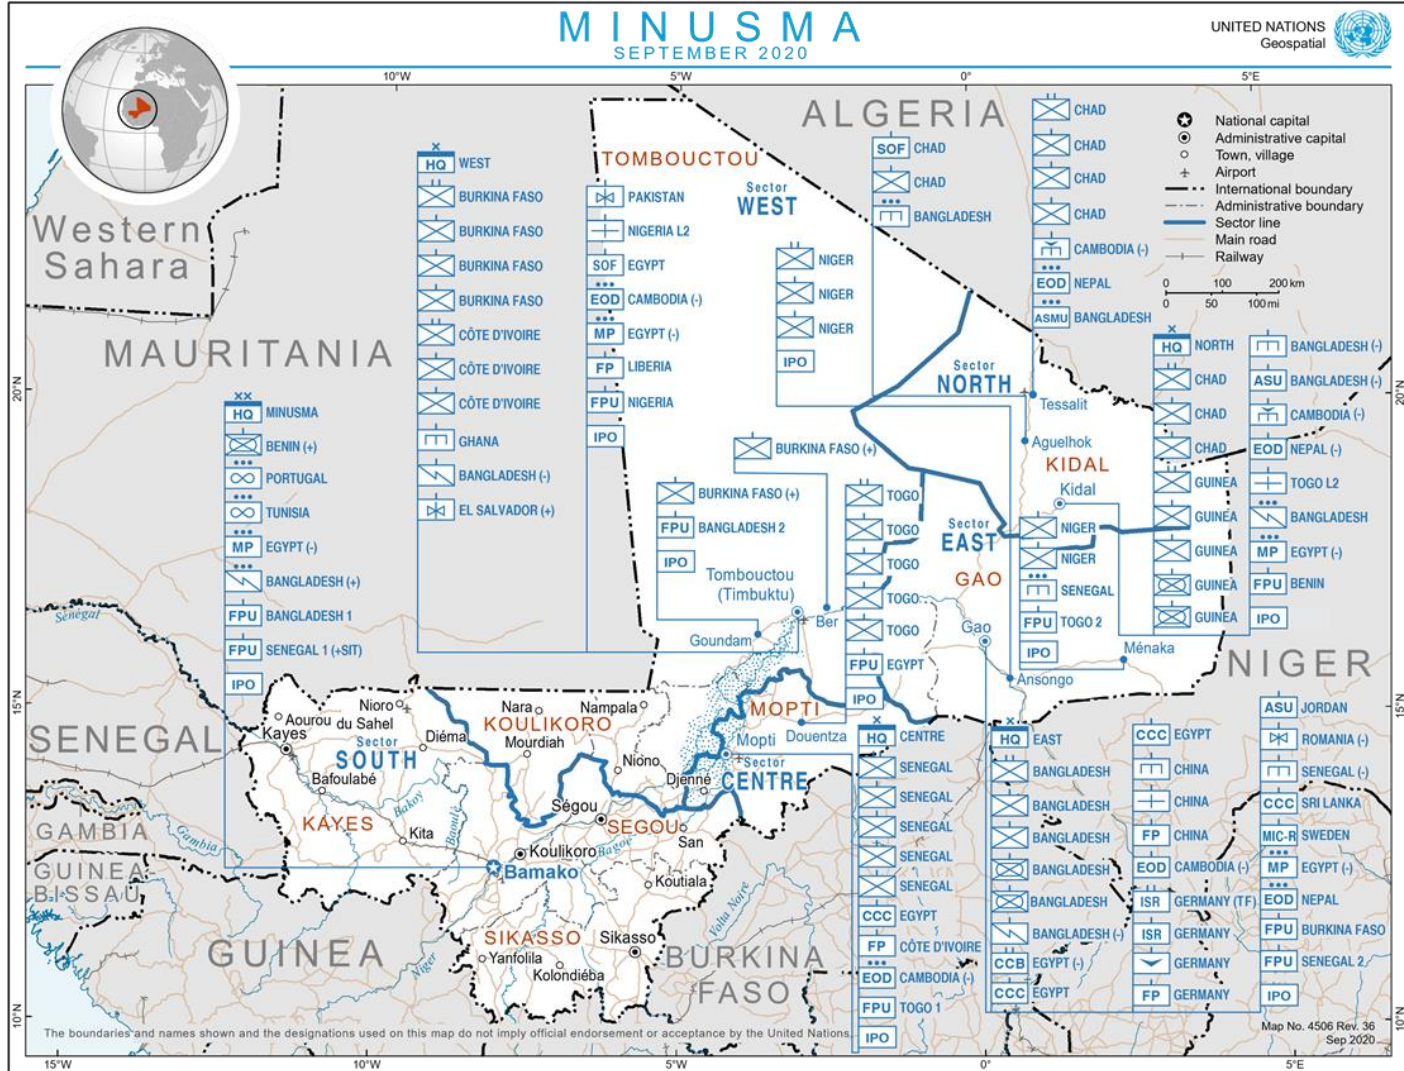 MINUSMA
SEPTEMBER 2020
UNITED NATIONS
Geospatial
10°W
5°W
0°
5°E
National capital
Administrative capital
Town, village
Airport
International boundary
Administrative boundary
Sector line
Main road
Railway
0 100 200 km
0 50 100 mi
ALGERIA
Western
Sahara
MAURITANIA
SENEGAL
GAMBIA
GUINEA
BISSAU
GUINEA
BURKINA
FASO
NIGER
TOMBOUCTOU
Sector
WEST
Sector
NORTH
KIDAL
Sector
EAST
GAO
MOPTI
Sector
CENTRE
KOULIKORO
Sector
SOUTH
KAYES
SEGOU
SIKASSO
HQ WEST
BURKINA FASO
BURKINA FASO
BURKINA FASO
BURKINA FASO
CÔTE D'IVOIRE
CÔTE D'IVOIRE
CÔTE D'IVOIRE
GHANA
BANGLADESH (-)
EL SALVADOR (+)
PAKISTAN
NIGERIA L2
SOF EGYPT
EOD CAMBODIA (-)
MP EGYPT (-)
FP LIBERIA
FPU NIGERIA
IPO
SOF CHAD
CHAD
BANGLADESH
NIGER
NIGER
NIGER
IPO
CHAD
CHAD
CHAD
CHAD
CAMBODIA (-)
EOD NEPAL
ASMU BANGLADESH
HQ NORTH
CHAD
CHAD
CHAD
GUINEA
GUINEA
GUINEA
GUINEA
GUINEA
BANGLADESH (-)
ASU BANGLADESH (-)
CAMBODIA (-)
EOD NEPAL (-)
TOGO L2
BANGLADESH
MP EGYPT (-)
FPU BENIN
IPO
HQ MINUSMA
BENIN (+)
PORTUGAL
TUNISIA
MP EGYPT (-)
BANGLADESH (+)
FPU BANGLADESH 1
FPU SENEGAL 1 (+SIT)
IPO
BURKINA FASO (+)
BURKINA FASO (+)
FPU BANGLADESH 2
IPO
TOGO
TOGO
TOGO
TOGO
TOGO
FPU EGYPT
IPO
NIGER
NIGER
SENEGAL
FPU TOGO 2
IPO
HQ CENTRE
SENEGAL
SENEGAL
SENEGAL
SENEGAL
SENEGAL
CCC EGYPT
FP CÔTE D'IVOIRE
EOD CAMBODIA (-)
FPU TOGO 1
IPO
HQ EAST
BANGLADESH
BANGLADESH
BANGLADESH
BANGLADESH
BANGLADESH
BANGLADESH (-)
CCB EGYPT (-)
CCC EGYPT
CCC EGYPT
CHINA
CHINA
FP CHINA
EOD CAMBODIA (-)
ISR GERMANY (TF)
ISR GERMANY
GERMANY
FP GERMANY
ASU JORDAN
ROMANIA (-)
SENEGAL (-)
CCC SRI LANKA
MIC-R SWEDEN
MP EGYPT (-)
EOD NEPAL
FPU BURKINA FASO
FPU SENEGAL 2
IPO
Tessalit
Aguelhok
Kidal
Tombouctou
(Timbuktu)
Ber
Goundam
Gao
Ansongo
Ménaka
Douentza
Mopti
Djenné
Nioro
du Sahel
Aourou
Kayes
Diéma
Bafoulabé
Kita
Nara
Mourdiah
Nampala
Niono
Ségou
San
Koulikoro
Bamako
Koutiala
Sikasso
Yanfolila
Kolondiéba
Sénégal
Gambia
Bakoy
Baoulé
Bagoé
Niger
Volta Noire
20°N
15°N
10°N
20°N
15°N
10°N
The boundaries and names shown and the designations used on this map do not imply official endorsement or acceptance by the United Nations.
Map No. 4506 Rev. 36
Sep 2020
15°W
10°W
5°W
0°
5°E